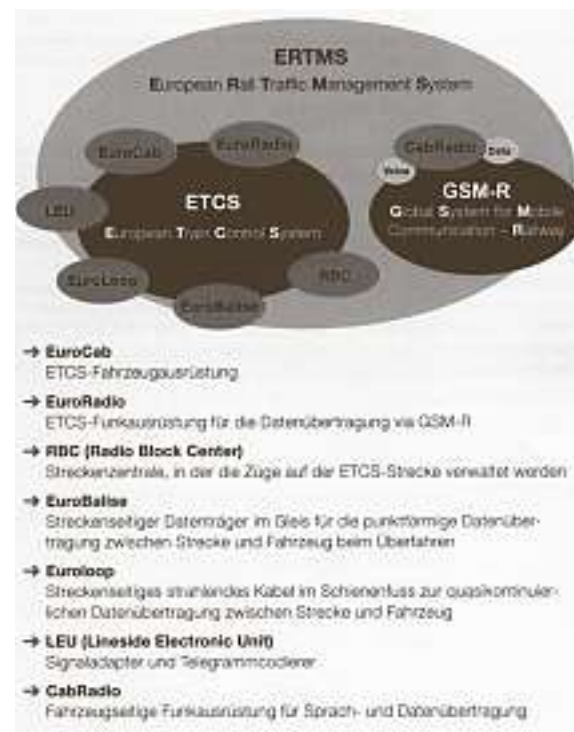 ERTMS
European Rail Traffic Management System
EuroCab
EuroRadio
CabRadio
Data
Voice
LEU
ETCS
European Train Control System
GSM-R
Global System for Mobile
Communication – Railway
EuroLoop
EuroBalise
RBC
→ EuroCab
ETCS-Fahrzeugausrüstung
→ EuroRadio
ETCS-Funkausrüstung für die Datenübertragung via GSM-R
→ RBC (Radio Block Center)
Streckenzentrale, in der die Züge auf der ETCS-Strecke verwaltet werden
→ EuroBalise
Streckenseitiger Datenträger im Gleis für die punktförmige Datenüber-
tragung zwischen Strecke und Fahrzeug beim Überfahren
→ Euroloop
Streckenseitiges strahlendes Kabel im Schienenfuss zur quasikontinuier-
lichen Datenübertragung zwischen Strecke und Fahrzeug
→ LEU (Lineside Electronic Unit)
Signaladapter und Telegrammcodierer
→ CabRadio
Fahrzeugseitige Funkausrüstung für Sprach- und Datenübertragung